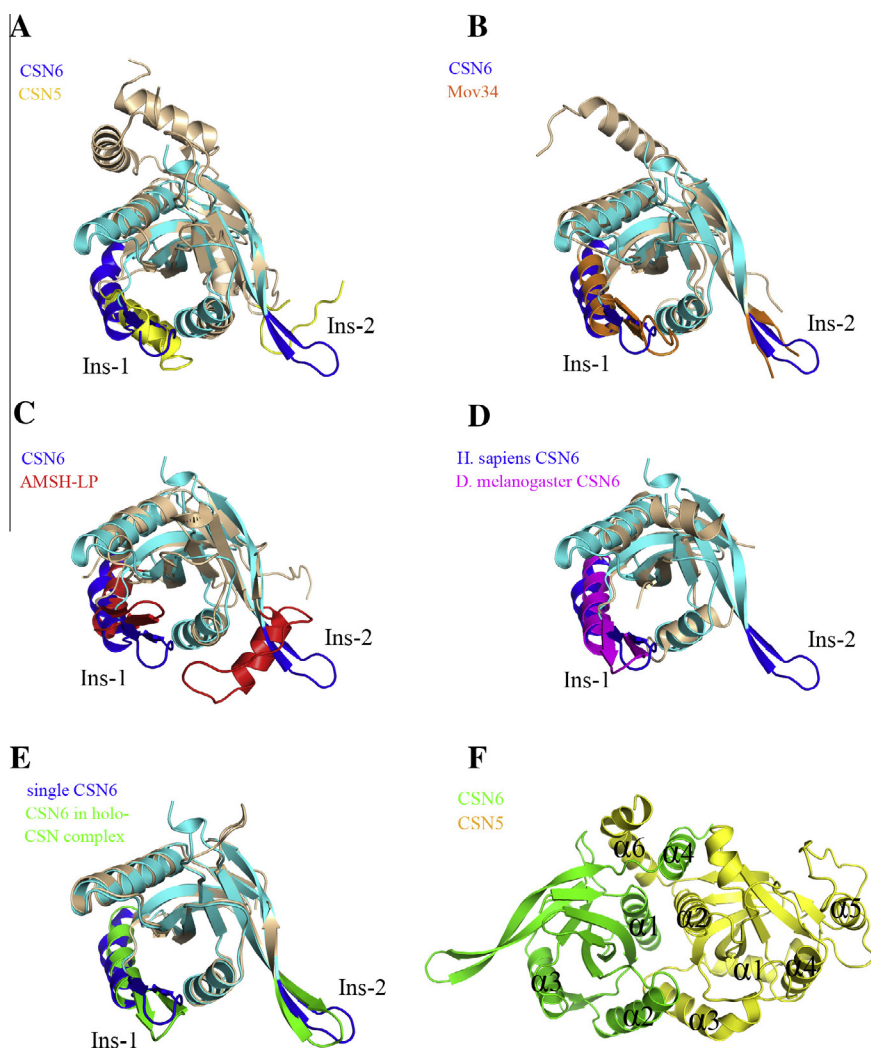 A
CSN6
CSN5
Ins-1
Ins-2
B
CSN6
Mov34
Ins-1
Ins-2
C
CSN6
AMSH-LP
Ins-1
Ins-2
D
H. sapiens CSN6
D. melanogaster CSN6
Ins-1
Ins-2
E
single CSN6
CSN6 in holo-
CSN complex
Ins-1
Ins-2
F
CSN6
CSN5
α6
α4
α1
α2
α5
α3
α1
α4
α2
α3